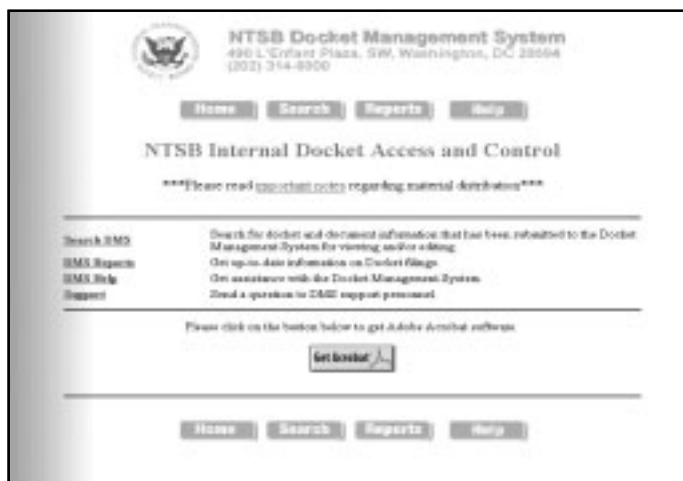 NTSB Docket Management System
490 L'Enfant Plaza, SW, Washington, DC 20594
(202) 314-6000
Home Search Reports Help
NTSB Internal Docket Access and Control
***Please read important notes regarding material distribution***
Search DMS Search for docket and document information that has been submitted to the Docket
Management System for viewing and/or editing
DMS Reports Get up-to-date information on Docket filings.
DMS Help Get assistance with the Docket Management System
Support Send a question to DMS support personnel
Please click on the button below to get Adobe Acrobat software
Get Acrobat
Home Search Reports Help